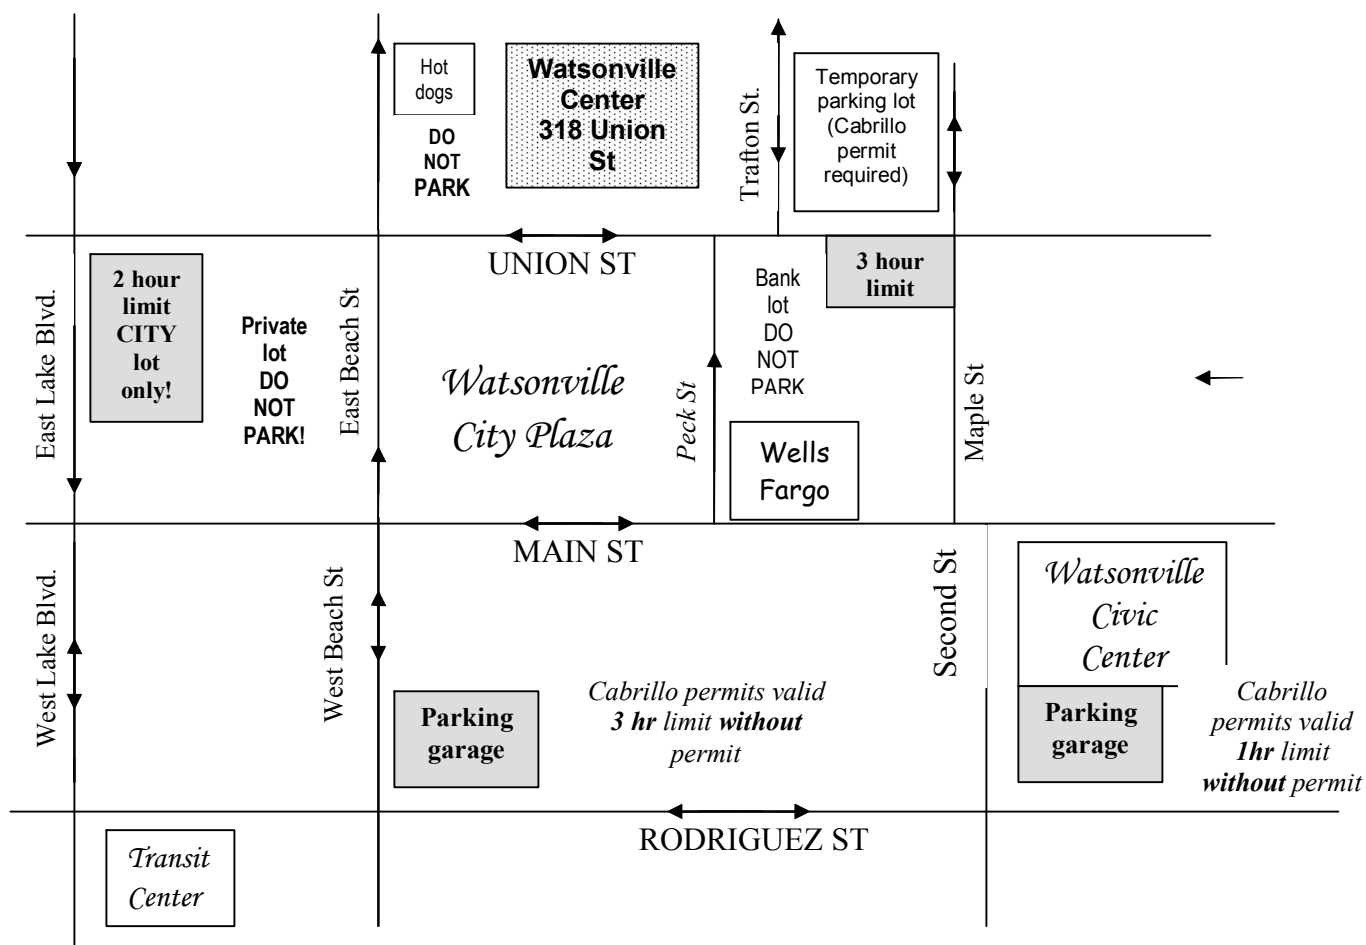 Hot
dogs
DO
NOT
PARK
Watsonville
Center
318 Union
St
Trafton St.
Temporary
parking lot
(Cabrillo
permit
required)
UNION ST
East Lake Blvd.
2 hour
limit
CITY
lot
only!
Private
lot
DO
NOT
PARK!
East Beach St
Watsonville
City Plaza
Peck St
Bank
lot
DO
NOT
PARK
3 hour
limit
Wells
Fargo
Maple St
MAIN ST
West Lake Blvd.
West Beach St
Parking
garage
Cabrillo permits valid
3 hr limit without
permit
Second St
Watsonville
Civic
Center
Parking
garage
Cabrillo
permits valid
1hr limit
without permit
RODRIGUEZ ST
Transit
Center